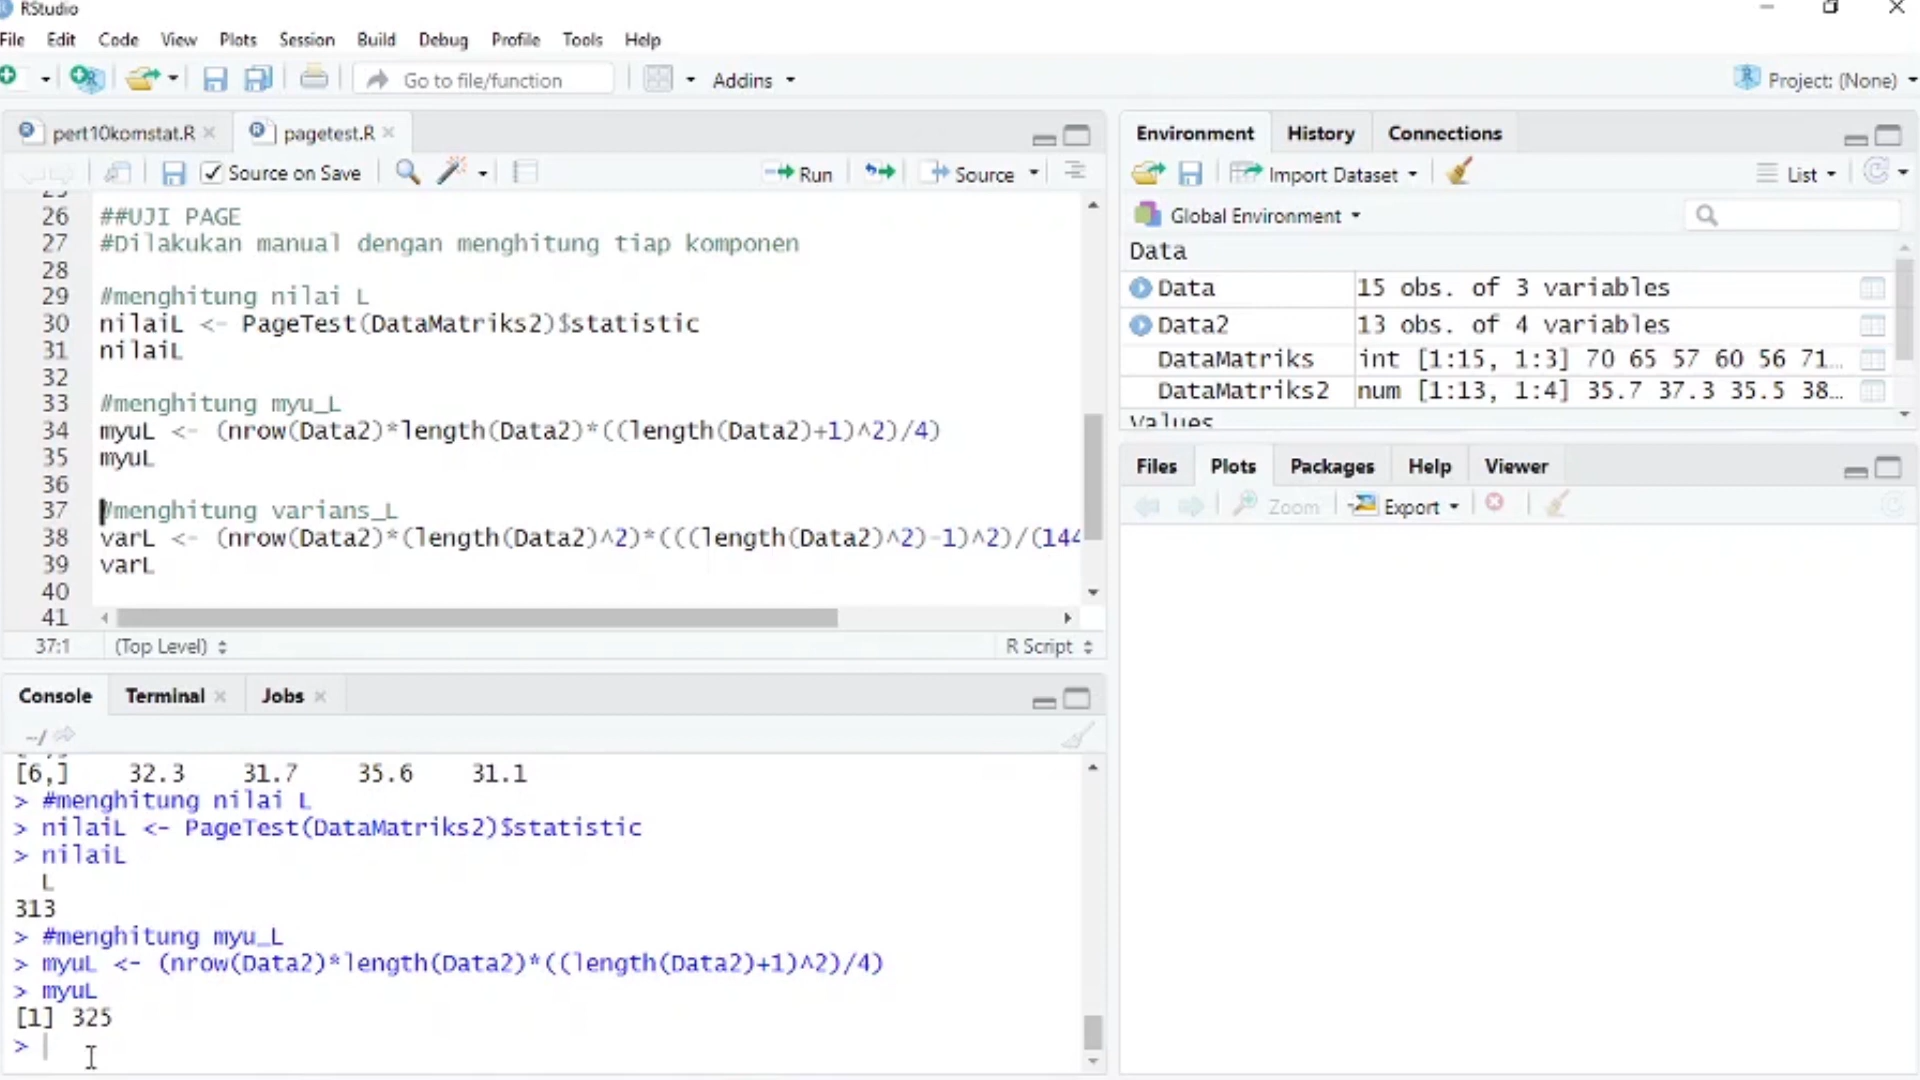 RStudio
File Edit Code View Plots Session Build Debug Profile Tools Help
Go to file/function Addins Project: (None)
pert10komstat.R pagetest.R
Source on Save Run Source
26 ##UJI PAGE
27 #Dilakukan manual dengan menghitung tiap komponen
28
29 #menghitung nilai L
30 nilaiL <- PageTest(DataMatriks2)$statistic
31 nilaiL
32
33 #menghitung myu_L
34 myuL <- (nrow(Data2)*length(Data2)*((length(Data2)+1)^2)/4)
35 myuL
36
37 #menghitung varians_L
38 varL <- (nrow(Data2)*(length(Data2)^2)*(((length(Data2)^2)-1)^2)/(144
39 varL
40
41
37:1 (Top Level) R Script
Console Terminal Jobs
~/
[6,] 32.3 31.7 35.6 31.1
> #menghitung nilai L
> nilaiL <- PageTest(DataMatriks2)$statistic
> nilaiL
L
313
> #menghitung myu_L
> myuL <- (nrow(Data2)*length(Data2)*((length(Data2)+1)^2)/4)
> myuL
[1] 325
>
Environment History Connections
Import Dataset List
Global Environment
Data
Data 15 obs. of 3 variables
Data2 13 obs. of 4 variables
DataMatriks int [1:15, 1:3] 70 65 57 60 56 71…
DataMatriks2 num [1:13, 1:4] 35.7 37.3 35.5 38…
Values
Files Plots Packages Help Viewer
Zoom Export